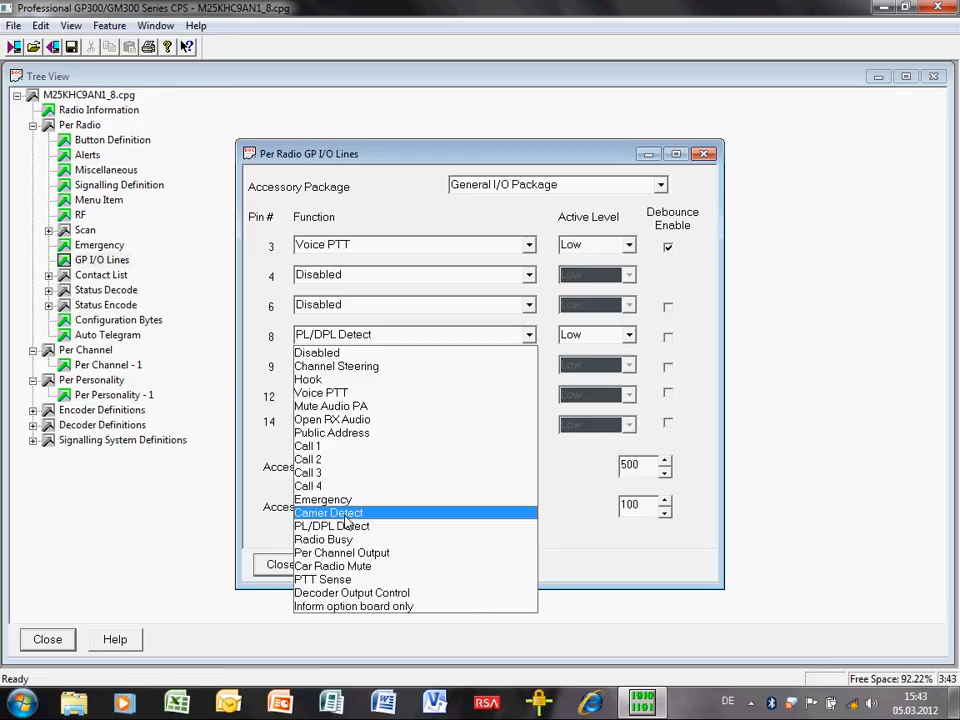 Professional GP300/GM300 Series CPS - M25KHC9AN1_8.cpg
File Edit View Feature Window Help
Tree View
M25KHC9AN1_8.cpg
Radio Information
Per Radio
Button Definition
Alerts
Miscellaneous
Signalling Definition
Menu Item
RF
Scan
Emergency
GP I/O Lines
Contact List
Status Decode
Status Encode
Configuration Bytes
Auto Telegram
Per Channel
Per Channel - 1
Per Personality
Per Personality - 1
Encoder Definitions
Decoder Definitions
Signalling System Definitions
Per Radio GP I/O Lines
Accessory Package General I/O Package
Pin # Function Active Level Debounce Enable
3 Voice PTT Low
4 Disabled Low
6 Disabled Low
8 PL/DPL Detect Low
9 Low
12 Low
14 Low
Disabled
Channel Steering
Hook
Voice PTT
Mute Audio PA
Open RX Audio
Public Address
Call 1
Call 2
Call 3
Call 4
Emergency
Carrier Detect
PL/DPL Detect
Radio Busy
Per Channel Output
Car Radio Mute
PTT Sense
Decoder Output Control
Inform option board only
500
100
Close
Close Help
Ready Free Space: 92.22% 3:43
RSA
DE
15:43
05.03.2012